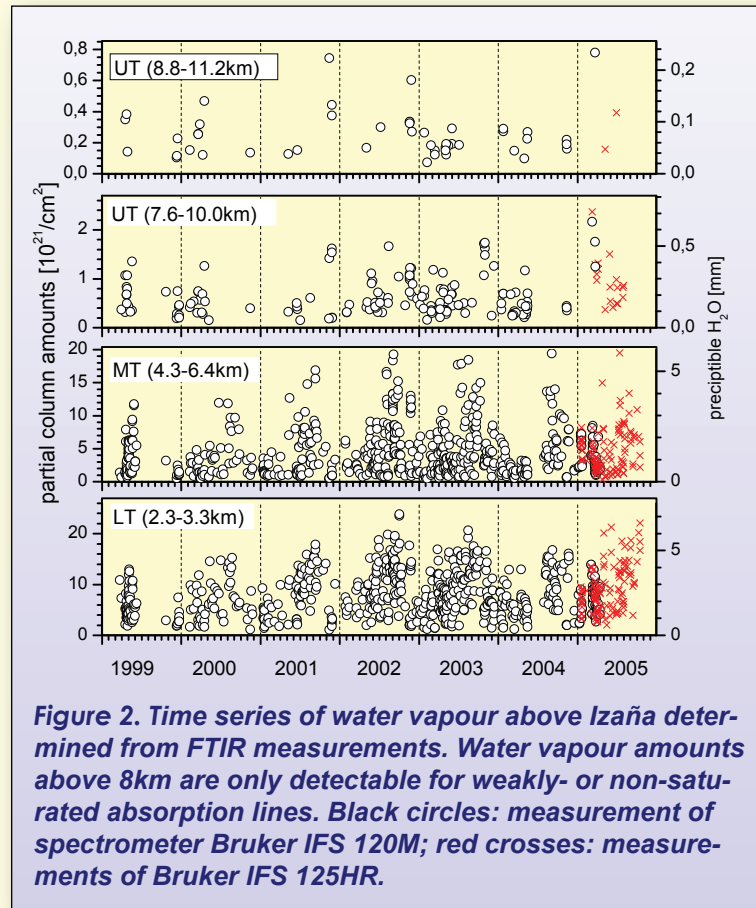 UT (8.8-11.2km)
0,8
0,6
0,4
0,2
0,0
0,2
0,1
0,0
UT (7.6-10.0km)
2
1
0
0,5
0,0
MT (4.3-6.4km)
20
15
10
5
0
5
0
LT (2.3-3.3km)
20
10
0
5
0
partial column amounts [10²¹/cm²]
preciptible H₂O [mm]
1999 2000 2001 2002 2003 2004 2005
Figure 2. Time series of water vapour above Izaña deter-
mined from FTIR measurements. Water vapour amounts
above 8km are only detectable for weakly- or non-satu-
rated absorption lines. Black circles: measurement of
spectrometer Bruker IFS 120M; red crosses: measure-
ments of Bruker IFS 125HR.